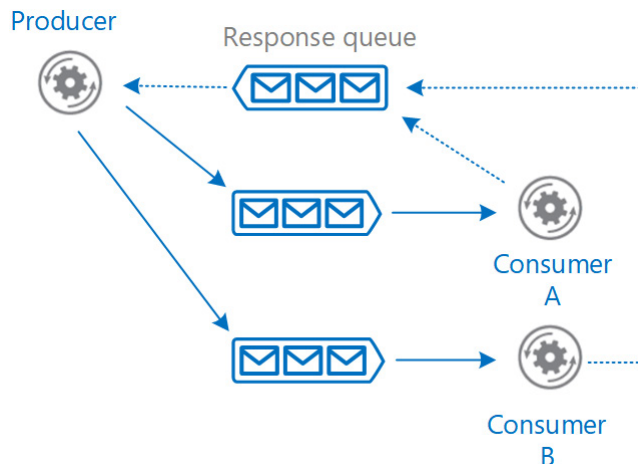 Producer
Response queue
Consumer
A
Consumer
B